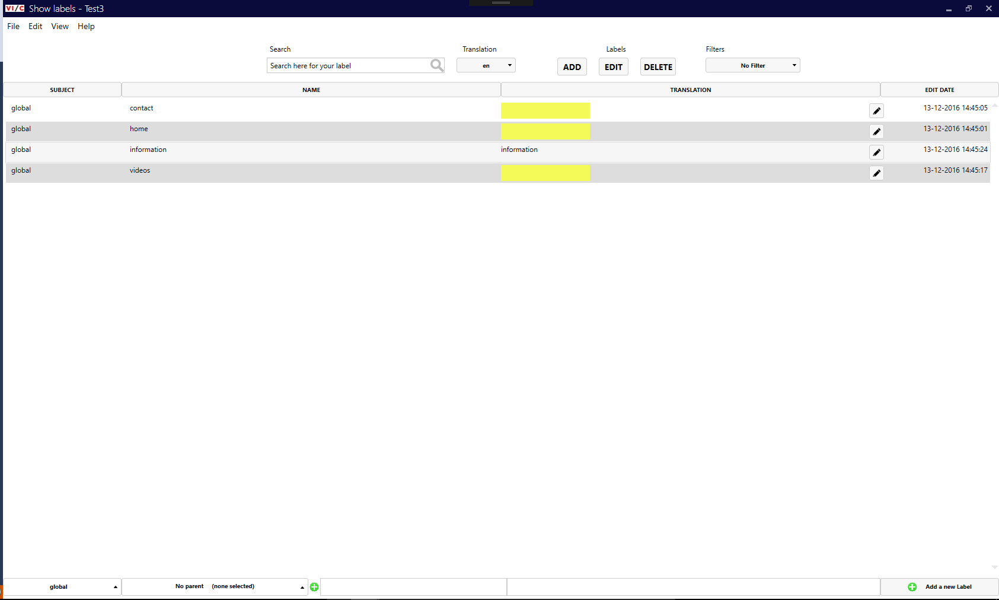 VI/C Show labels - Test3
File Edit View Help
Search Translation Labels Filters
Search here for your label en ADD EDIT DELETE No Filter
SUBJECT NAME TRANSLATION EDIT DATE
global contact 13-12-2016 14:45:05
global home 13-12-2016 14:45:01
global information information 13-12-2016 14:45:24
global videos 13-12-2016 14:45:17
global No parent (none selected) Add a new Label